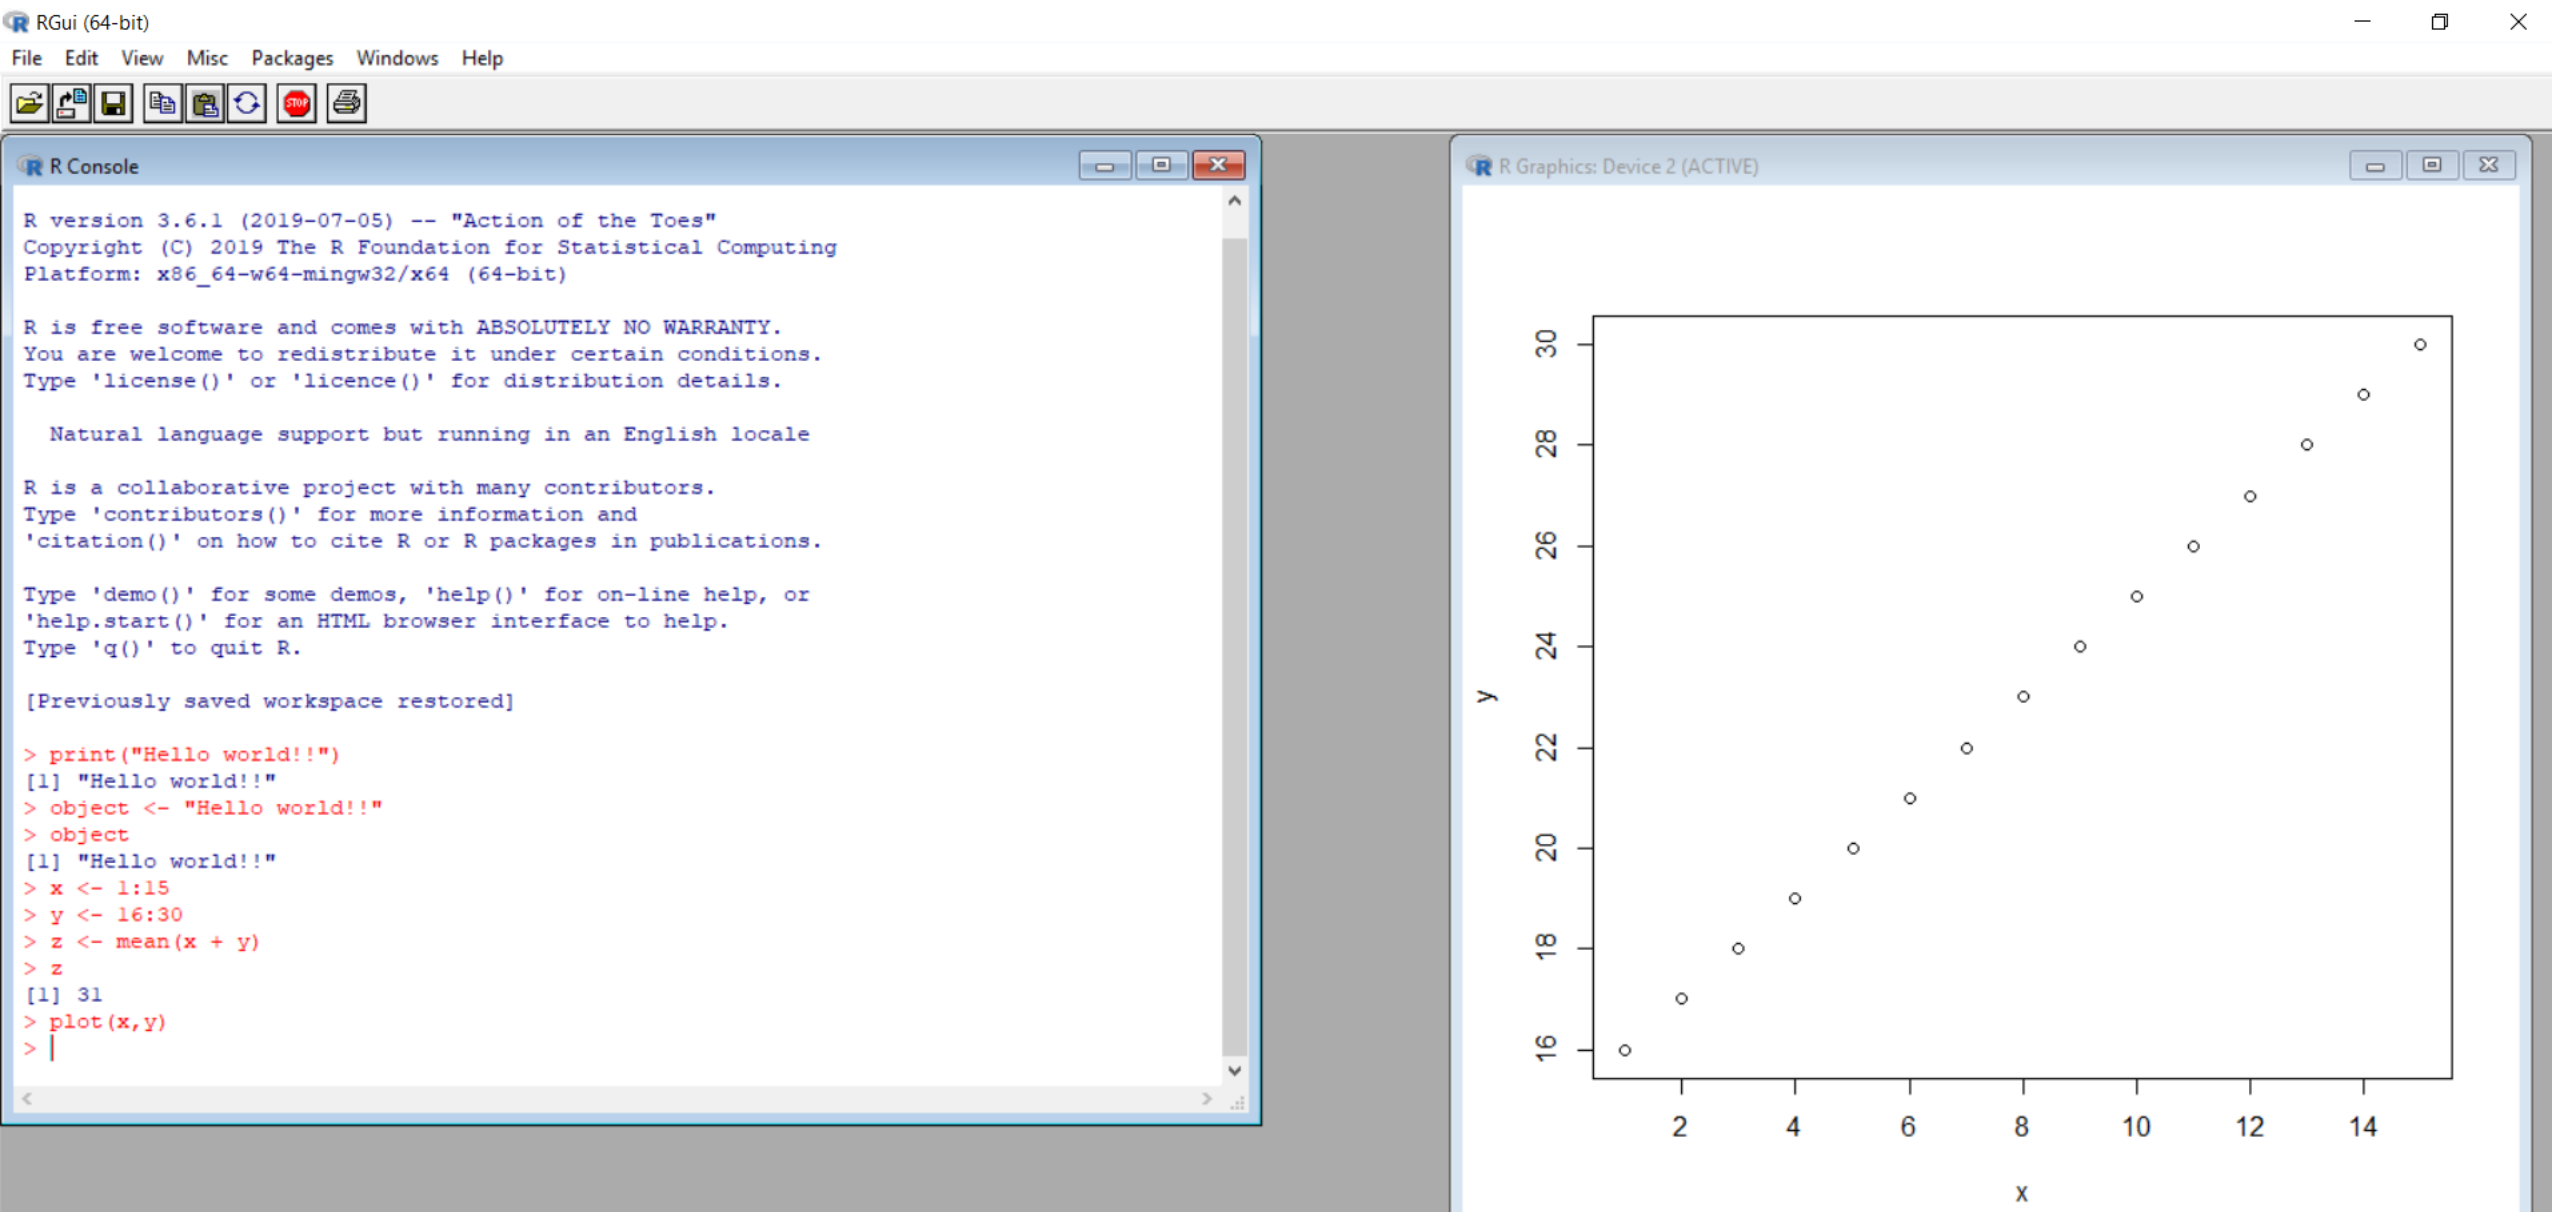 RGui (64-bit)
File Edit View Misc Packages Windows Help
STOP
R Console
R version 3.6.1 (2019-07-05) -- "Action of the Toes"
Copyright (C) 2019 The R Foundation for Statistical Computing
Platform: x86_64-w64-mingw32/x64 (64-bit)
R is free software and comes with ABSOLUTELY NO WARRANTY.
You are welcome to redistribute it under certain conditions.
Type 'license()' or 'licence()' for distribution details.
Natural language support but running in an English locale
R is a collaborative project with many contributors.
Type 'contributors()' for more information and
'citation()' on how to cite R or R packages in publications.
Type 'demo()' for some demos, 'help()' for on-line help, or
'help.start()' for an HTML browser interface to help.
Type 'q()' to quit R.
[Previously saved workspace restored]
> print("Hello world!!")
[1] "Hello world!!"
> object <- "Hello world!!"
> object
[1] "Hello world!!"
> x <- 1:15
> y <- 16:30
> z <- mean(x + y)
> z
[1] 31
> plot(x,y)
>
R Graphics: Device 2 (ACTIVE)
30
28
26
24
22
20
18
16
y
2 4 6 8 10 12 14
x